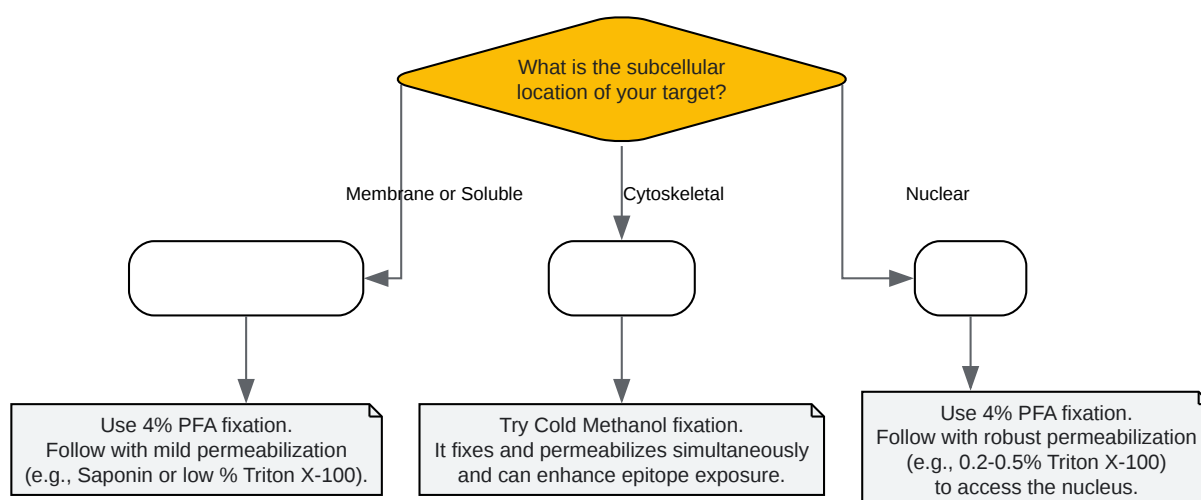 What is the subcellular
location of your target?
Membrane or Soluble
Cytoskeletal
Nuclear
Use 4% PFA fixation.
Follow with mild permeabilization
(e.g., Saponin or low % Triton X-100).
Try Cold Methanol fixation.
It fixes and permeabilizes simultaneously
and can enhance epitope exposure.
Use 4% PFA fixation.
Follow with robust permeabilization
(e.g., 0.2-0.5% Triton X-100)
to access the nucleus.